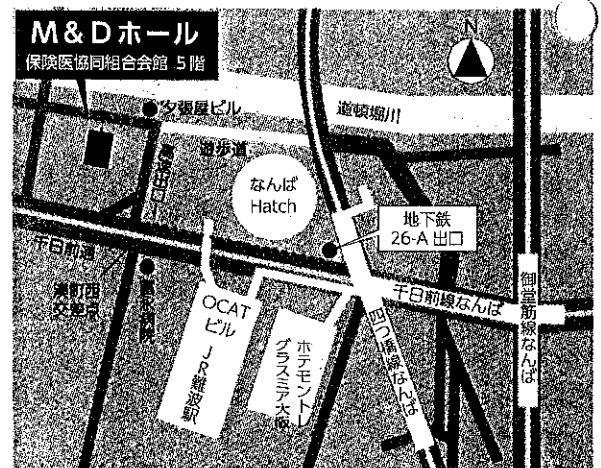 M&Dホール
保険医協同組合会館 5階
N
夕張屋ビル
道頓堀川
遊歩道
なんば
Hatch
地下鉄
26-A 出口
千日前通
湊町西
交差点
OCAT
ビル
JR難波駅
ホテルモントレ
グラスミア大阪
千日前線なんば
四つ橋線なんば
御堂筋線なんば